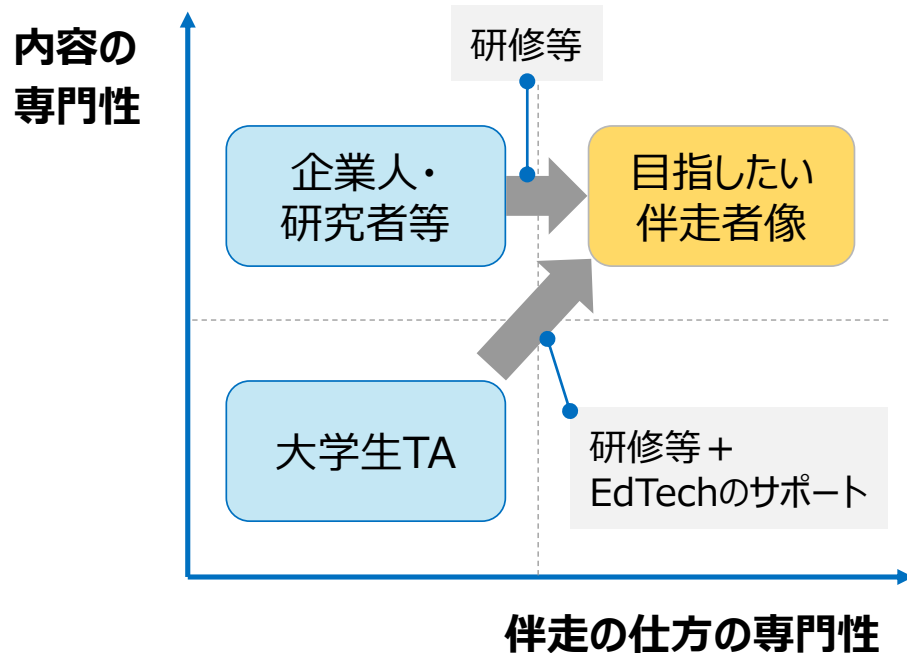 内容の
専門性
研修等
企業人・
研究者等
目指したい
伴走者像
大学生TA
研修等＋
EdTechのサポート
伴走の仕方の専門性